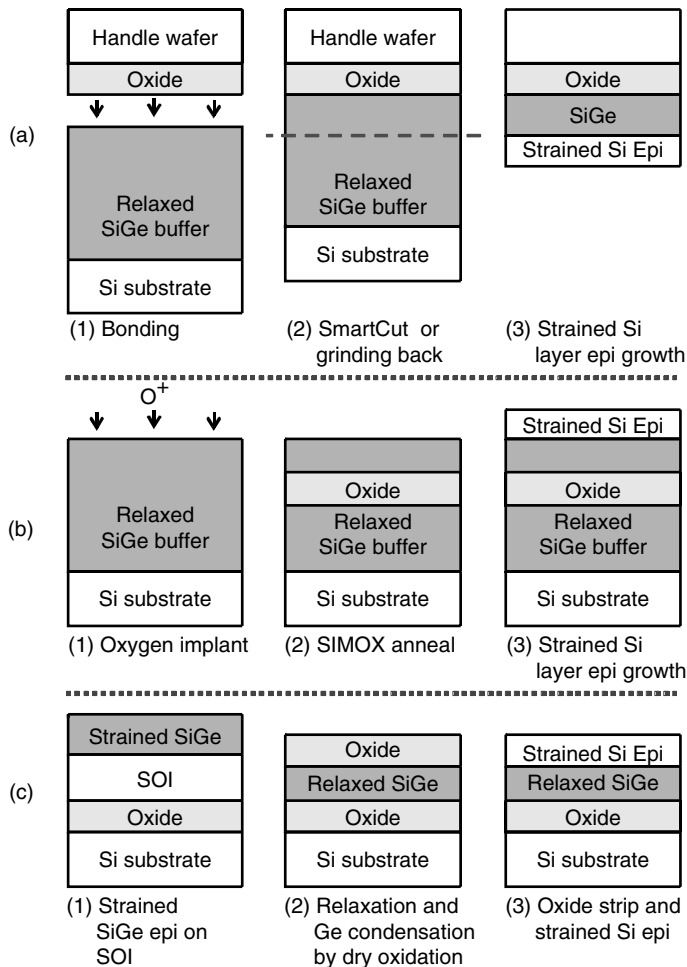 Handle wafer
Oxide
(a)
Relaxed
SiGe buffer
Si substrate
(1) Bonding
Handle wafer
Oxide
Relaxed
SiGe buffer
Si substrate
(2) SmartCut or
grinding back
Oxide
SiGe
Strained Si Epi
(3) Strained Si
layer epi growth
O+
(b)
Relaxed
SiGe buffer
Si substrate
(1) Oxygen implant
Oxide
Relaxed
SiGe buffer
Si substrate
(2) SIMOX anneal
Strained Si Epi
Oxide
Relaxed
SiGe buffer
Si substrate
(3) Strained Si
layer epi growth
(c)
Strained SiGe
SOI
Oxide
Si substrate
(1) Strained
SiGe epi on
SOI
Oxide
Relaxed SiGe
Oxide
Si substrate
(2) Relaxation and
Ge condensation
by dry oxidation
Strained Si Epi
Relaxed SiGe
Oxide
Si substrate
(3) Oxide strip and
strained Si epi